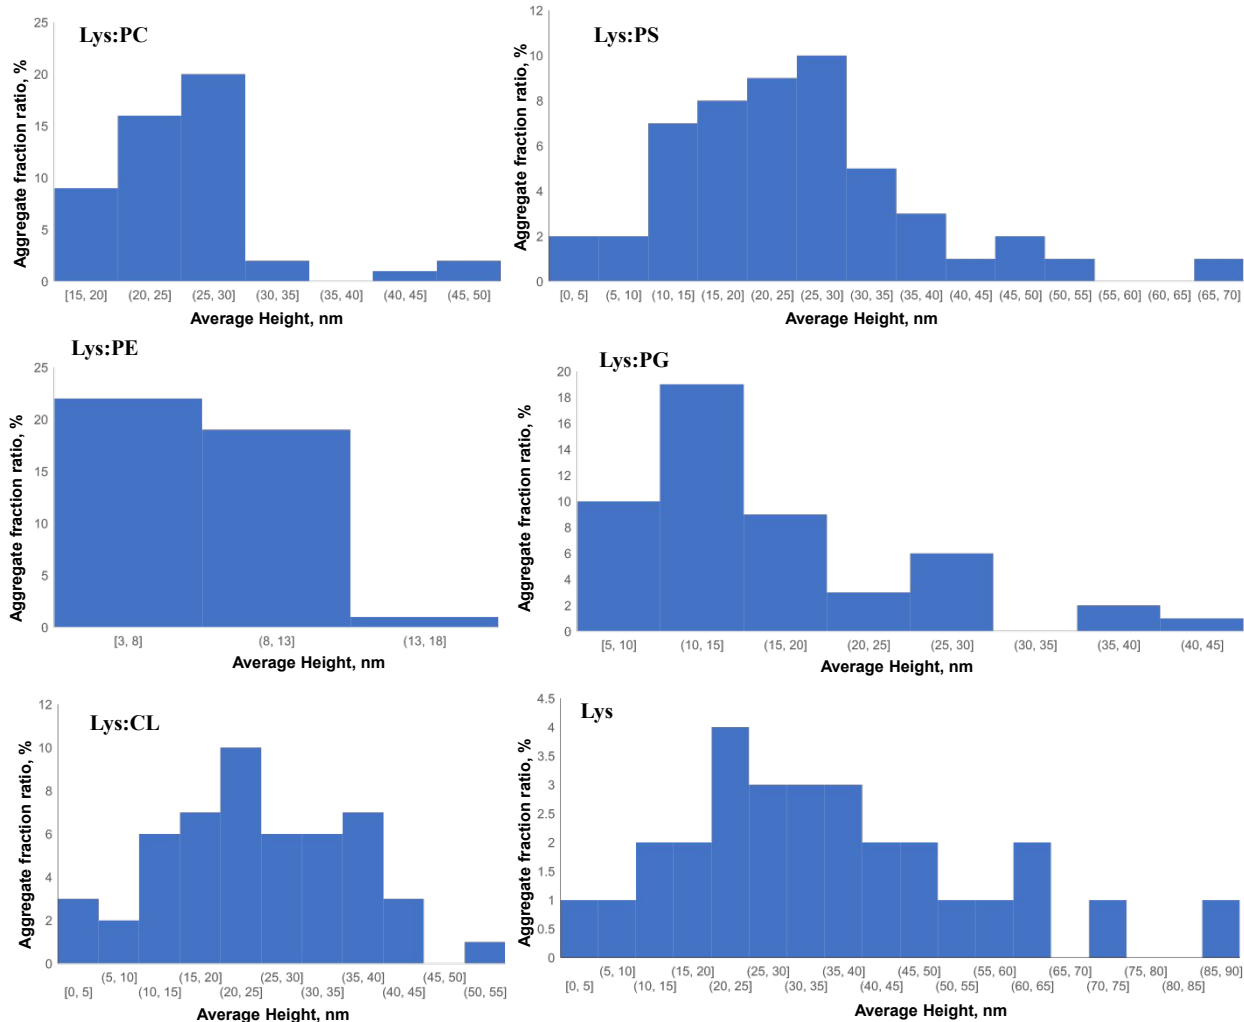 Lys:PC
Aggregate fraction ratio, %
25
20
15
10
5
0
[15, 20] (20, 25] (25, 30] (30, 35] (35, 40] (40, 45] (45, 50]
Average Height, nm
Lys:PS
Aggregate fraction ratio, %
12
10
8
6
4
2
0
[0, 5] (5, 10] (10, 15] (15, 20] (20, 25] (25, 30] (30, 35] (35, 40] (40, 45] (45, 50] (50, 55] (55, 60] (60, 65] (65, 70]
Average Height, nm
Lys:PE
Aggregate fraction ratio, %
25
20
15
10
5
0
[3, 8] (8, 13] (13, 18]
Average Height, nm
Lys:PG
Aggregate fraction ratio, %
20
18
16
14
12
10
8
6
4
2
0
[5, 10] (10, 15] (15, 20] (20, 25] (25, 30] (30, 35] (35, 40] (40, 45]
Average Height, nm
Lys:CL
Aggregate fraction ratio, %
12
10
8
6
4
2
0
(5, 10] (15, 20] (25, 30] (35, 40] (45, 50]
[0, 5] (10, 15] (20, 25] (30, 35] (40, 45] (50, 55]
Average Height, nm
Lys
Aggregate fraction ratio, %
4.5
4
3.5
3
2.5
2
1.5
1
0.5
0
(5, 10] (15, 20] (25, 30] (35, 40] (45, 50] (55, 60] (65, 70] (75, 80] (85, 90]
[0, 5] (10, 15] (20, 25] (30, 35] (40, 45] (50, 55] (60, 65] (70, 75] (80, 85]
Average Height, nm